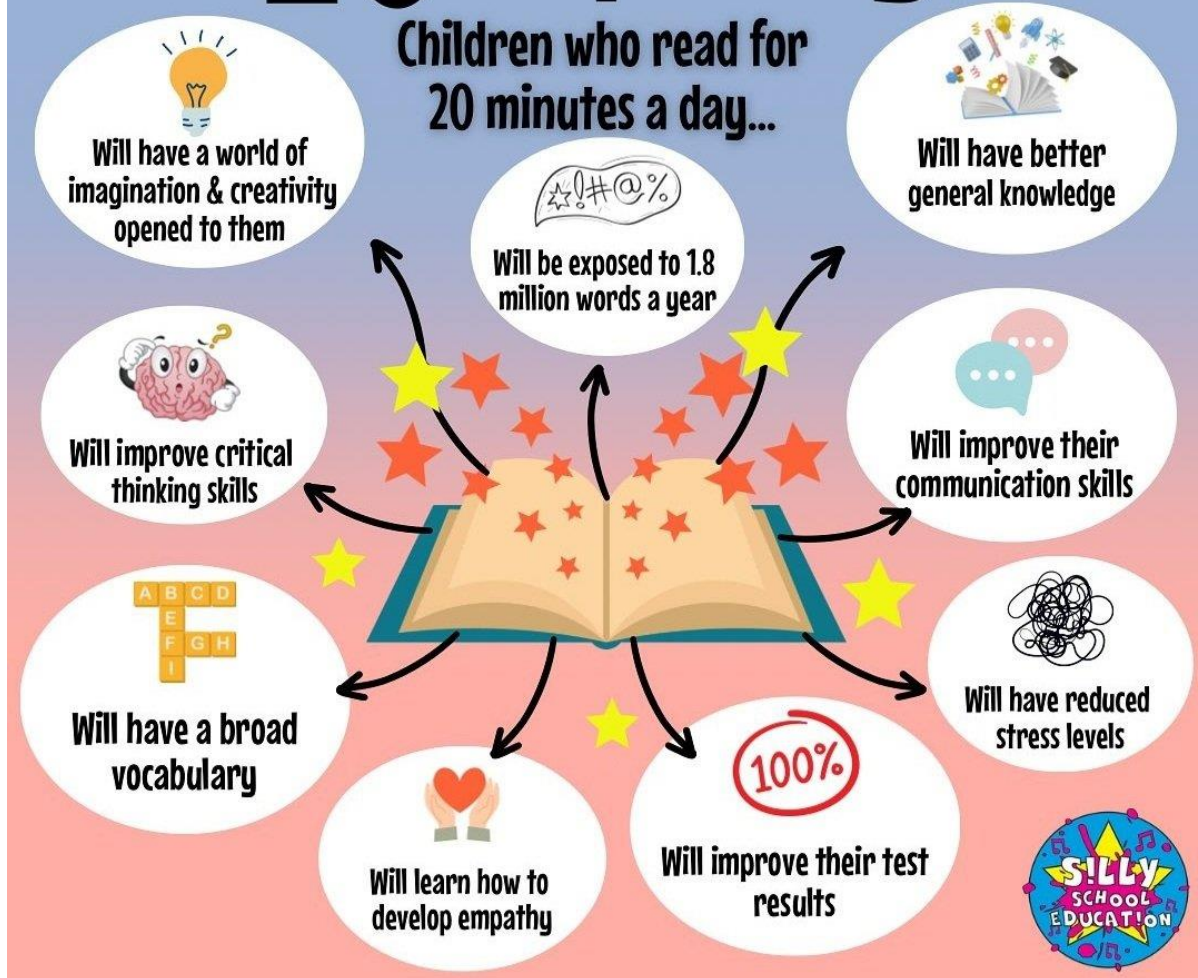 Children who read for
20 minutes a day...
Will have a world of
imagination & creativity
opened to them
☆!#@%
Will be exposed to 1.8
million words a year
Will have better
general knowledge
?
Will improve critical
thinking skills
Will improve their
communication skills
A B C D
E
F G H
I
Will have a broad
vocabulary
Will have reduced
stress levels
Will learn how to
develop empathy
100%
Will improve their test
results
S!LLY
SCHOOL
EDUCAT!ON